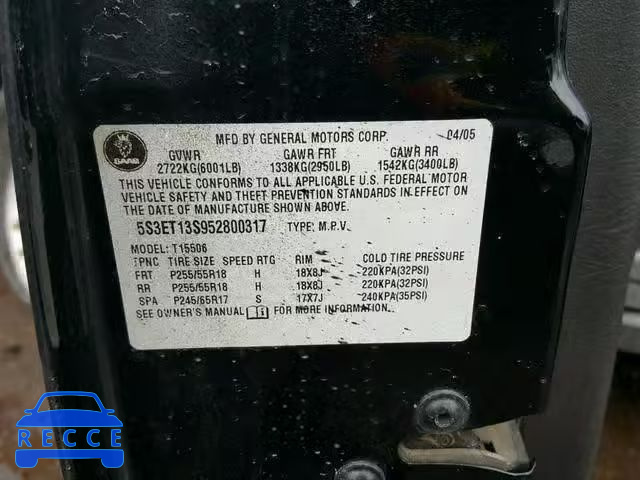 MFD BY GENERAL MOTORS CORP. 04/05
SAAB
GVWR GAWR FRT GAWR RR
2722KG(6001LB) 1338KG(2950LB) 1542KG(3400LB)
THIS VEHICLE CONFORMS TO ALL APPLICABLE U.S. FEDERAL MOTOR
VEHICLE SAFETY AND THEFT PREVENTION STANDARDS IN EFFECT ON
THE DATE OF MANUFACTURE SHOWN ABOVE.
5S3ET13S952800317 TYPE: M.P.V.
MODEL: T15506
TPNC TIRE SIZE SPEED RTG RIM COLD TIRE PRESSURE
FRT P255/55R18 H 18X8J 220KPA(32PSI)
RR P255/55R18 H 18X8J 220KPA(32PSI)
SPA P245/65R17 S 17X7J 240KPA(35PSI)
SEE OWNER'S MANUAL FOR MORE INFORMATION.
RECCE